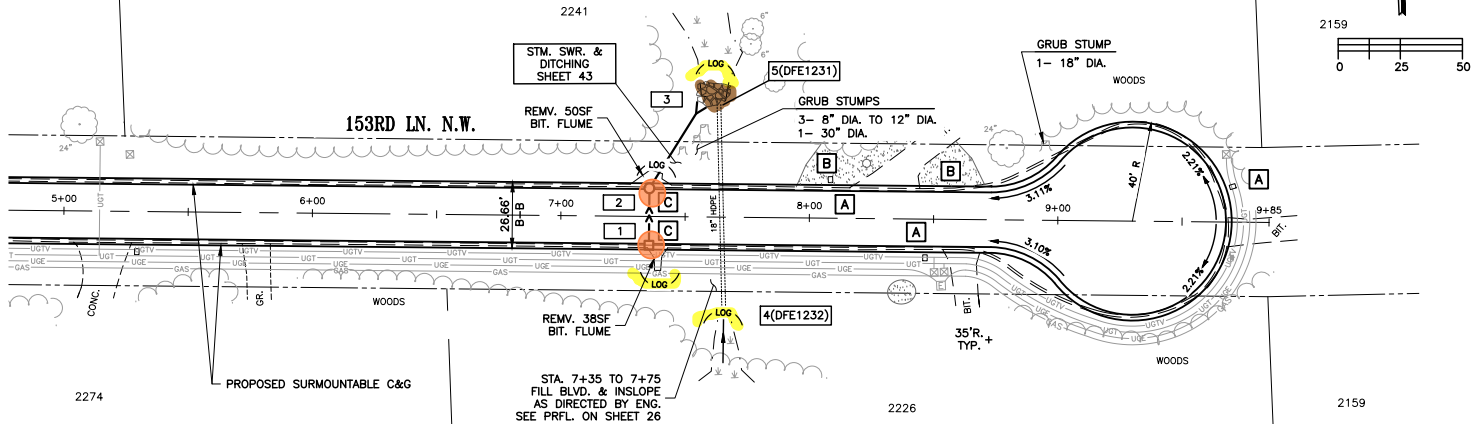 2241
6"
6"
2159
0 25 50
STM. SWR. &
DITCHING
SHEET 43
LOG
5(DFE1231)
GRUB STUMP
1- 18" DIA.
WOODS
3
GRUB STUMPS
3- 8" DIA. TO 12" DIA.
1- 30" DIA.
REMV. 50SF
BIT. FLUME
153RD LN. N.W.
24"
24"
LOG
B
B
A
40' R
2.21%
3.11%
5+00
6+00
7+00
8+00
9+00
9+85
BIT.
26.66'
B-B
2
C
1
C
18" HDPE
A
A
3.10%
2.21%
UGT
UGTV
UGT
UGE
GAS
LOG
CONC.
GR.
WOODS
REMV. 38SF
BIT. FLUME
LOG
4(DFE1232)
BIT.
35'R.
TYP.
WOODS
PROPOSED SURMOUNTABLE C&G
STA. 7+35 TO 7+75
FILL BLVD. & INSLOPE
AS DIRECTED BY ENG.
SEE PRFL. ON SHEET 26
2274
2226
2159